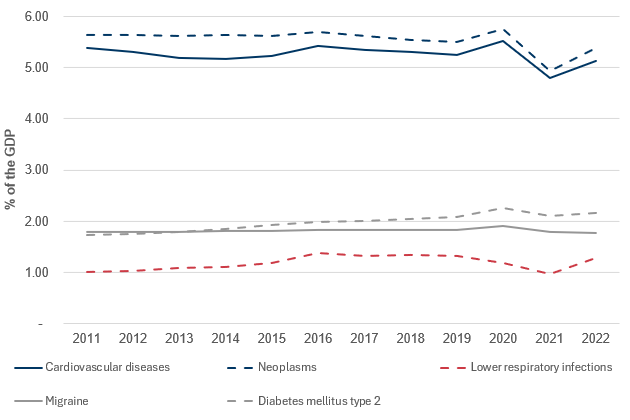 6.00
5.00
4.00
3.00
2.00
1.00
-
% of the GDP
2011 2012 2013 2014 2015 2016 2017 2018 2019 2020 2021 2022
Cardiovascular diseases Neoplasms Lower respiratory infections
Migraine Diabetes mellitus type 2